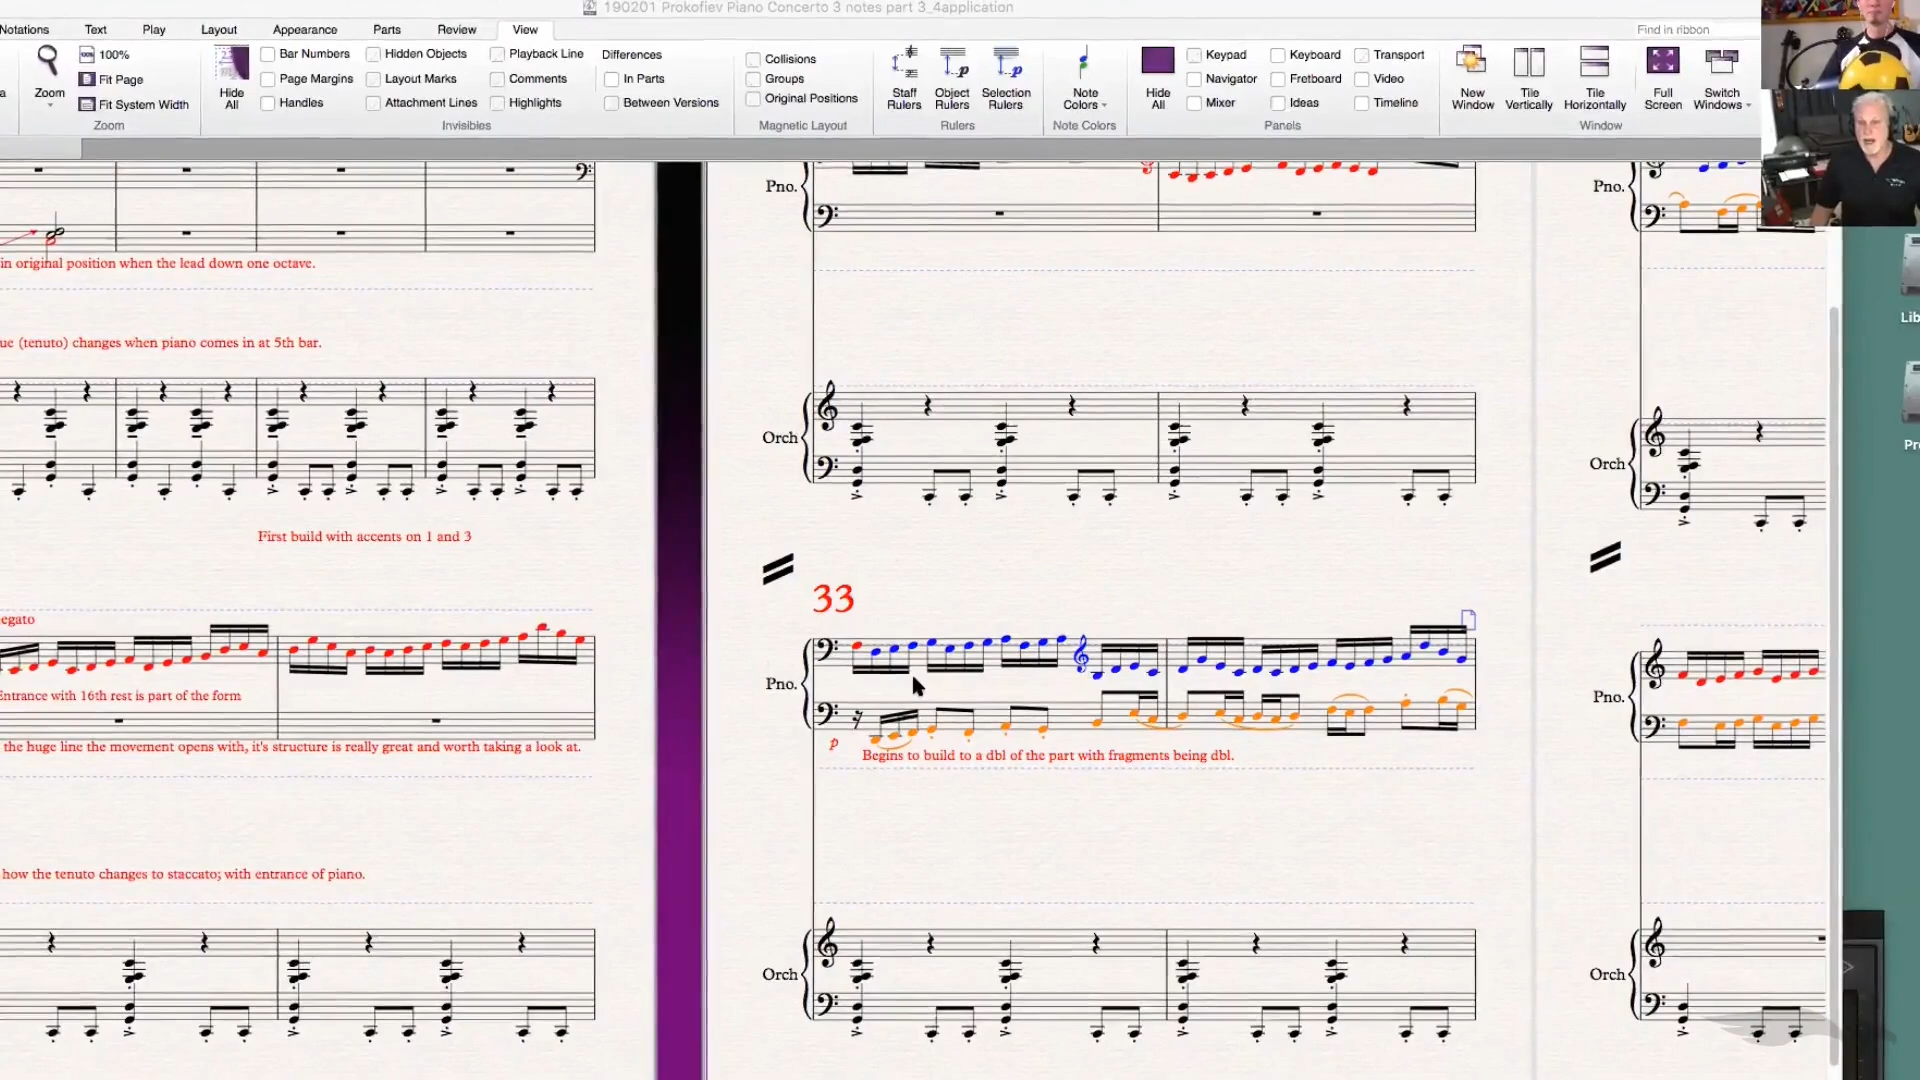 190201 Prokofiev Piano Concerto 3 notes part 3_4application
Notations Text Play Layout Appearance Parts Review View Find in ribbon
a
Zoom
100%
Fit Page
Fit System Width
Zoom
Hide All
Bar Numbers
Page Margins
Handles
Hidden Objects
Layout Marks
Attachment Lines
Playback Line
Comments
Highlights
Differences
In Parts
Between Versions
Invisibles
Collisions
Groups
Original Positions
Magnetic Layout
Staff Rulers
Object Rulers
Selection Rulers
Rulers
Note Colors
Note Colors
Hide All
Keypad
Navigator
Mixer
Keyboard
Fretboard
Ideas
Transport
Video
Timeline
Panels
New Window
Tile Vertically
Tile Horizontally
Full Screen
Switch Windows
Window
in original position when the lead down one octave.
ue (tenuto) changes when piano comes in at 5th bar.
First build with accents on 1 and 3
egato
Entrance with 16th rest is part of the form
the huge line the movement opens with, it's structure is really great and worth taking a look at.
how the tenuto changes to staccato; with entrance of piano.
Pno.
Orch
33
Pno.
p
Begins to build to a dbl of the part with fragments being dbl.
Orch
Pno.
Orch
Pno.
Orch
Lib
Pr